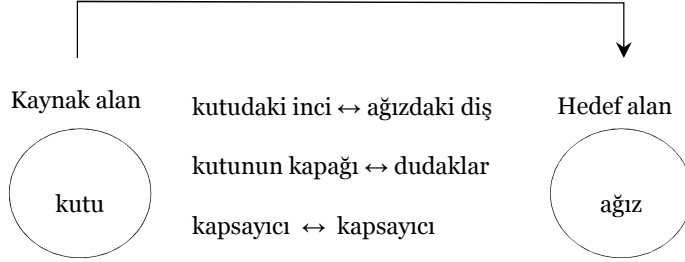 Kaynak alan
kutudaki inci ↔ ağızdaki diş
Hedef alan
kutunun kapağı ↔ dudaklar
kutu
ağız
kapsayıcı ↔ kapsayıcı